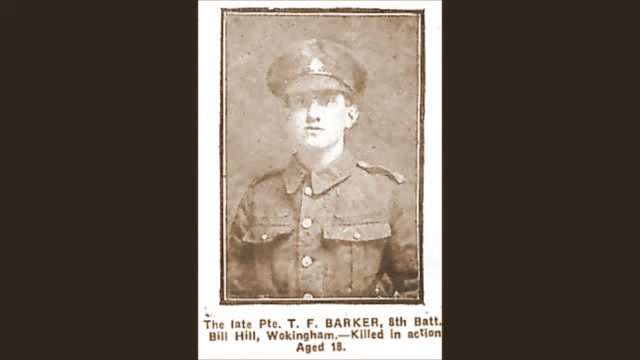 The late Pte. T. F. BARKER, 8th Batt.
Bill Hill, Wokingham.—Killed in action
Aged 18.